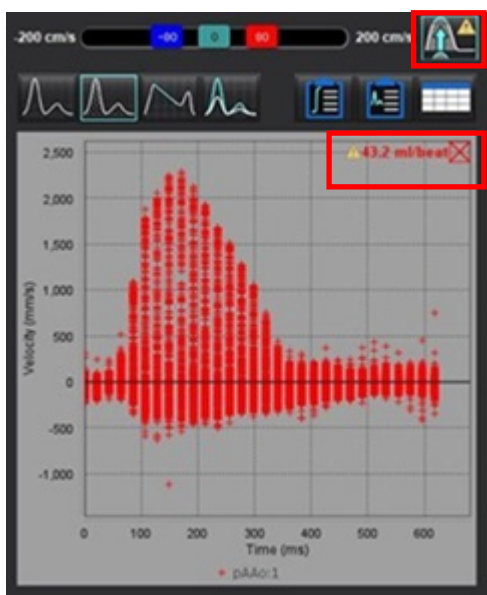 -200 cm/s -80 0 80 200 cm/s
43.2 ml/beat
2,500
2,000
1,500
1,000
500
0
-500
-1,000
Velocity (mm/s)
0 100 200 300 400 500 600
Time (ms)
+ pAAo:1